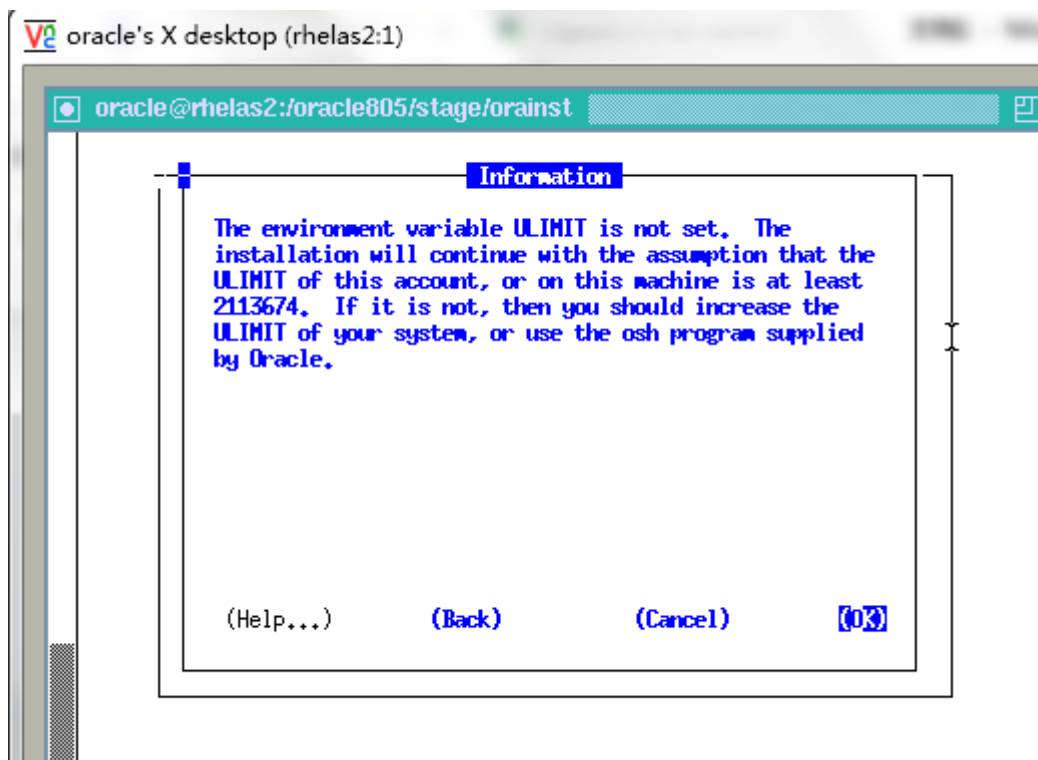 VNC oracle's X desktop (rhelas2:1)
oracle@rhelas2:/oracle805/stage/orainst
Information
The environment variable ULIMIT is not set. The
installation will continue with the assumption that the
ULIMIT of this account, or on this machine is at least
2113674. If it is not, then you should increase the
ULIMIT of your system, or use the osh program supplied
by Oracle.
(Help...) (Back) (Cancel) (OK)